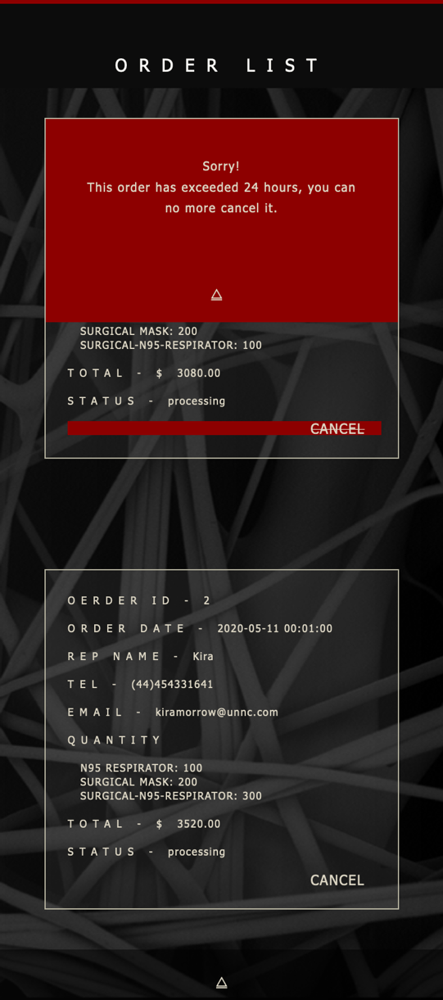 ORDER LIST
Sorry!
This order has exceeded 24 hours, you can
no more cancel it.
SURGICAL MASK: 200
SURGICAL-N95-RESPIRATOR: 100
TOTAL - $ 3080.00
STATUS - processing
CANCEL
OERDER ID - 2
ORDER DATE - 2020-05-11 00:01:00
REP NAME - Kira
TEL - (44)454331641
EMAIL - kiramorrow@unnc.com
QUANTITY
N95 RESPIRATOR: 100
SURGICAL MASK: 200
SURGICAL-N95-RESPIRATOR: 300
TOTAL - $ 3520.00
STATUS - processing
CANCEL